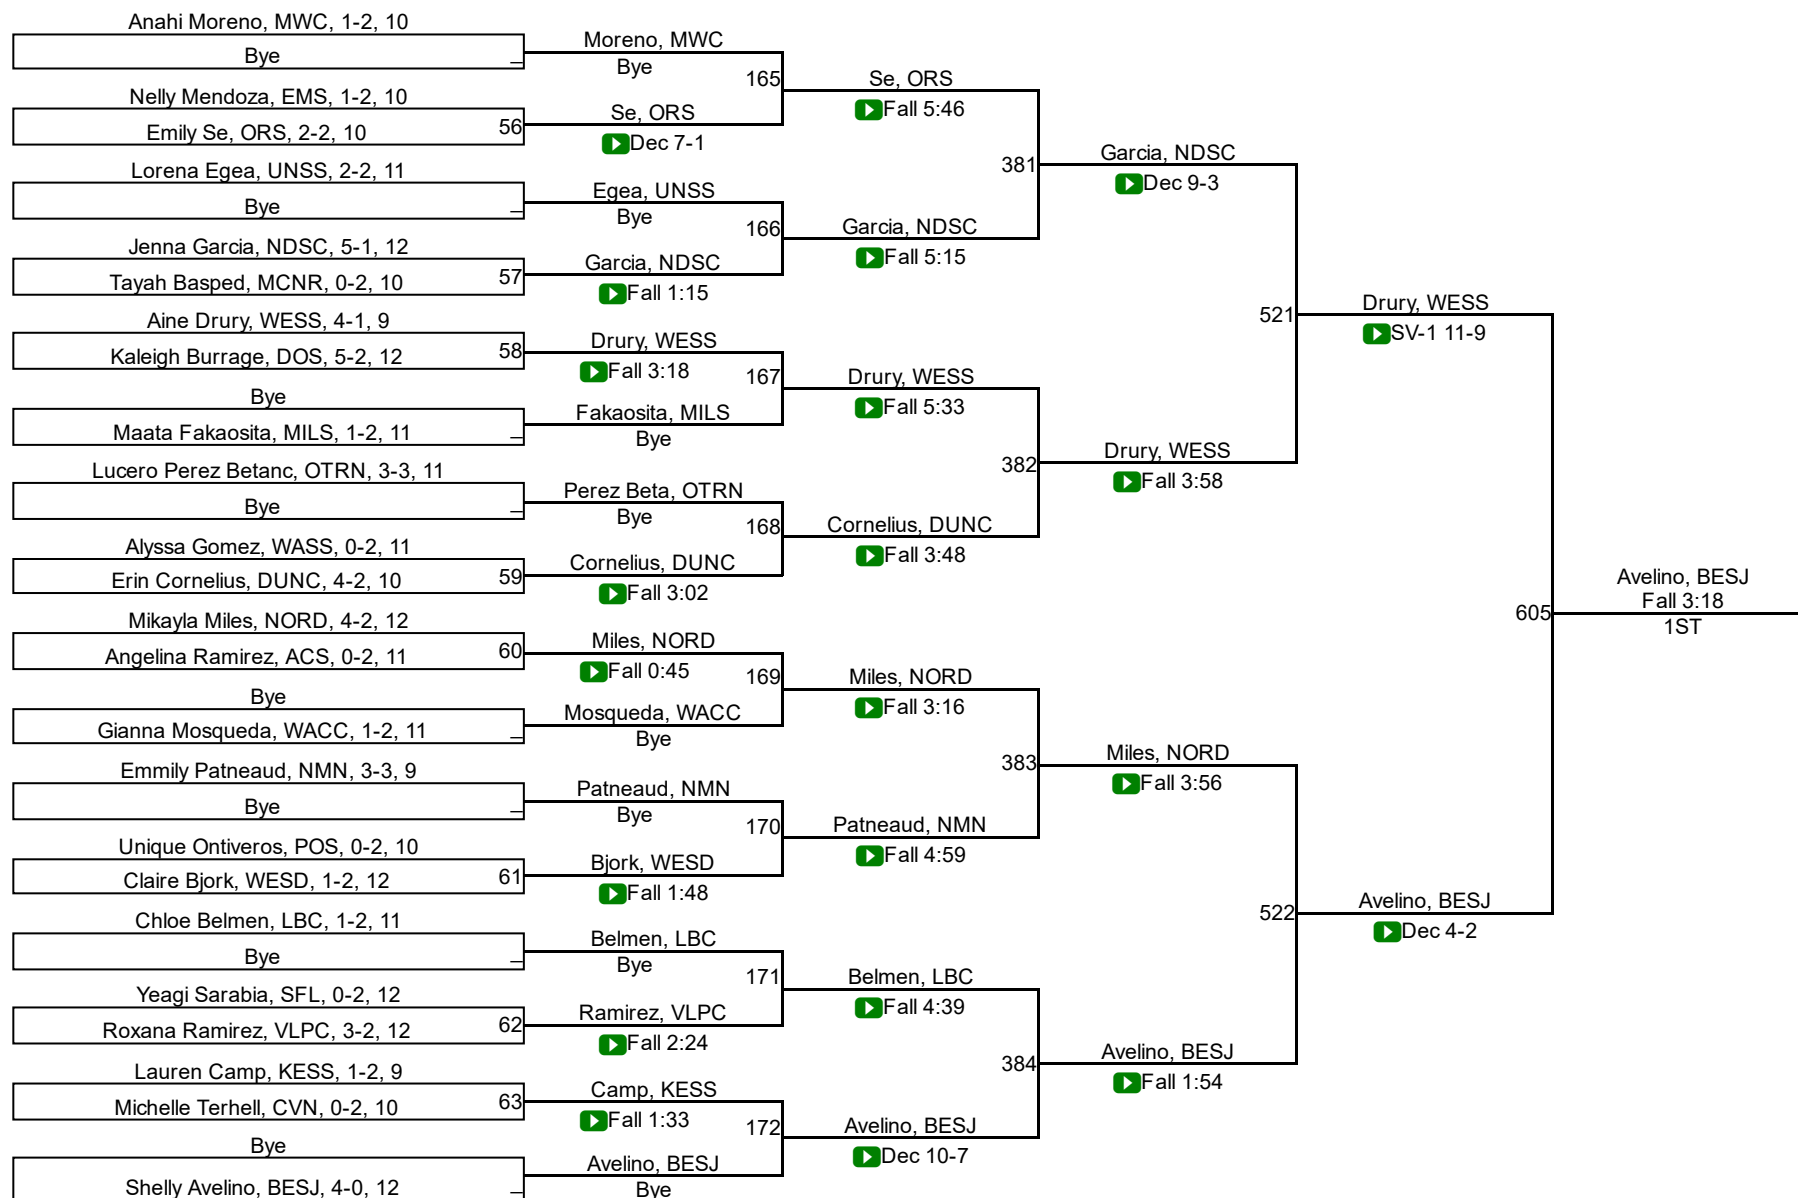 Anahi Moreno, MWC, 1-2, 10
Bye
Nelly Mendoza, EMS, 1-2, 10
Emily Se, ORS, 2-2, 10
56
Lorena Egea, UNSS, 2-2, 11
Bye
Jenna Garcia, NDSC, 5-1, 12
Tayah Basped, MCNR, 0-2, 10
57
Aine Drury, WESS, 4-1, 9
Kaleigh Burrage, DOS, 5-2, 12
58
Bye
Maata Fakaosita, MILS, 1-2, 11
Lucero Perez Betanc, OTRN, 3-3, 11
Bye
Alyssa Gomez, WASS, 0-2, 11
Erin Cornelius, DUNC, 4-2, 10
59
Mikayla Miles, NORD, 4-2, 12
Angelina Ramirez, ACS, 0-2, 11
60
Bye
Gianna Mosqueda, WACC, 1-2, 11
Emmily Patneaud, NMN, 3-3, 9
Bye
Unique Ontiveros, POS, 0-2, 10
Claire Bjork, WESD, 1-2, 12
61
Chloe Belmen, LBC, 1-2, 11
Bye
Yeagi Sarabia, SFL, 0-2, 12
Roxana Ramirez, VLPC, 3-2, 12
62
Lauren Camp, KESS, 1-2, 9
Michelle Terhell, CVN, 0-2, 10
63
Bye
Shelly Avelino, BESJ, 4-0, 12
Moreno, MWC
Bye
165
Se, ORS
Dec 7-1
Egea, UNSS
Bye
166
Garcia, NDSC
Fall 1:15
Drury, WESS
Fall 3:18
167
Fakaosita, MILS
Bye
Perez Beta, OTRN
Bye
168
Cornelius, DUNC
Fall 3:02
Miles, NORD
Fall 0:45
169
Mosqueda, WACC
Bye
Patneaud, NMN
Bye
170
Bjork, WESD
Fall 1:48
Belmen, LBC
Bye
171
Ramirez, VLPC
Fall 2:24
Camp, KESS
Fall 1:33
172
Avelino, BESJ
Bye
Se, ORS
Fall 5:46
381
Garcia, NDSC
Fall 5:15
Drury, WESS
Fall 5:33
382
Cornelius, DUNC
Fall 3:48
Miles, NORD
Fall 3:16
383
Patneaud, NMN
Fall 4:59
Belmen, LBC
Fall 4:39
384
Avelino, BESJ
Dec 10-7
Garcia, NDSC
Dec 9-3
521
Drury, WESS
Fall 3:58
Miles, NORD
Fall 3:56
522
Avelino, BESJ
Fall 1:54
Drury, WESS
SV-1 11-9
605
Avelino, BESJ
Dec 4-2
Avelino, BESJ
Fall 3:18
1ST